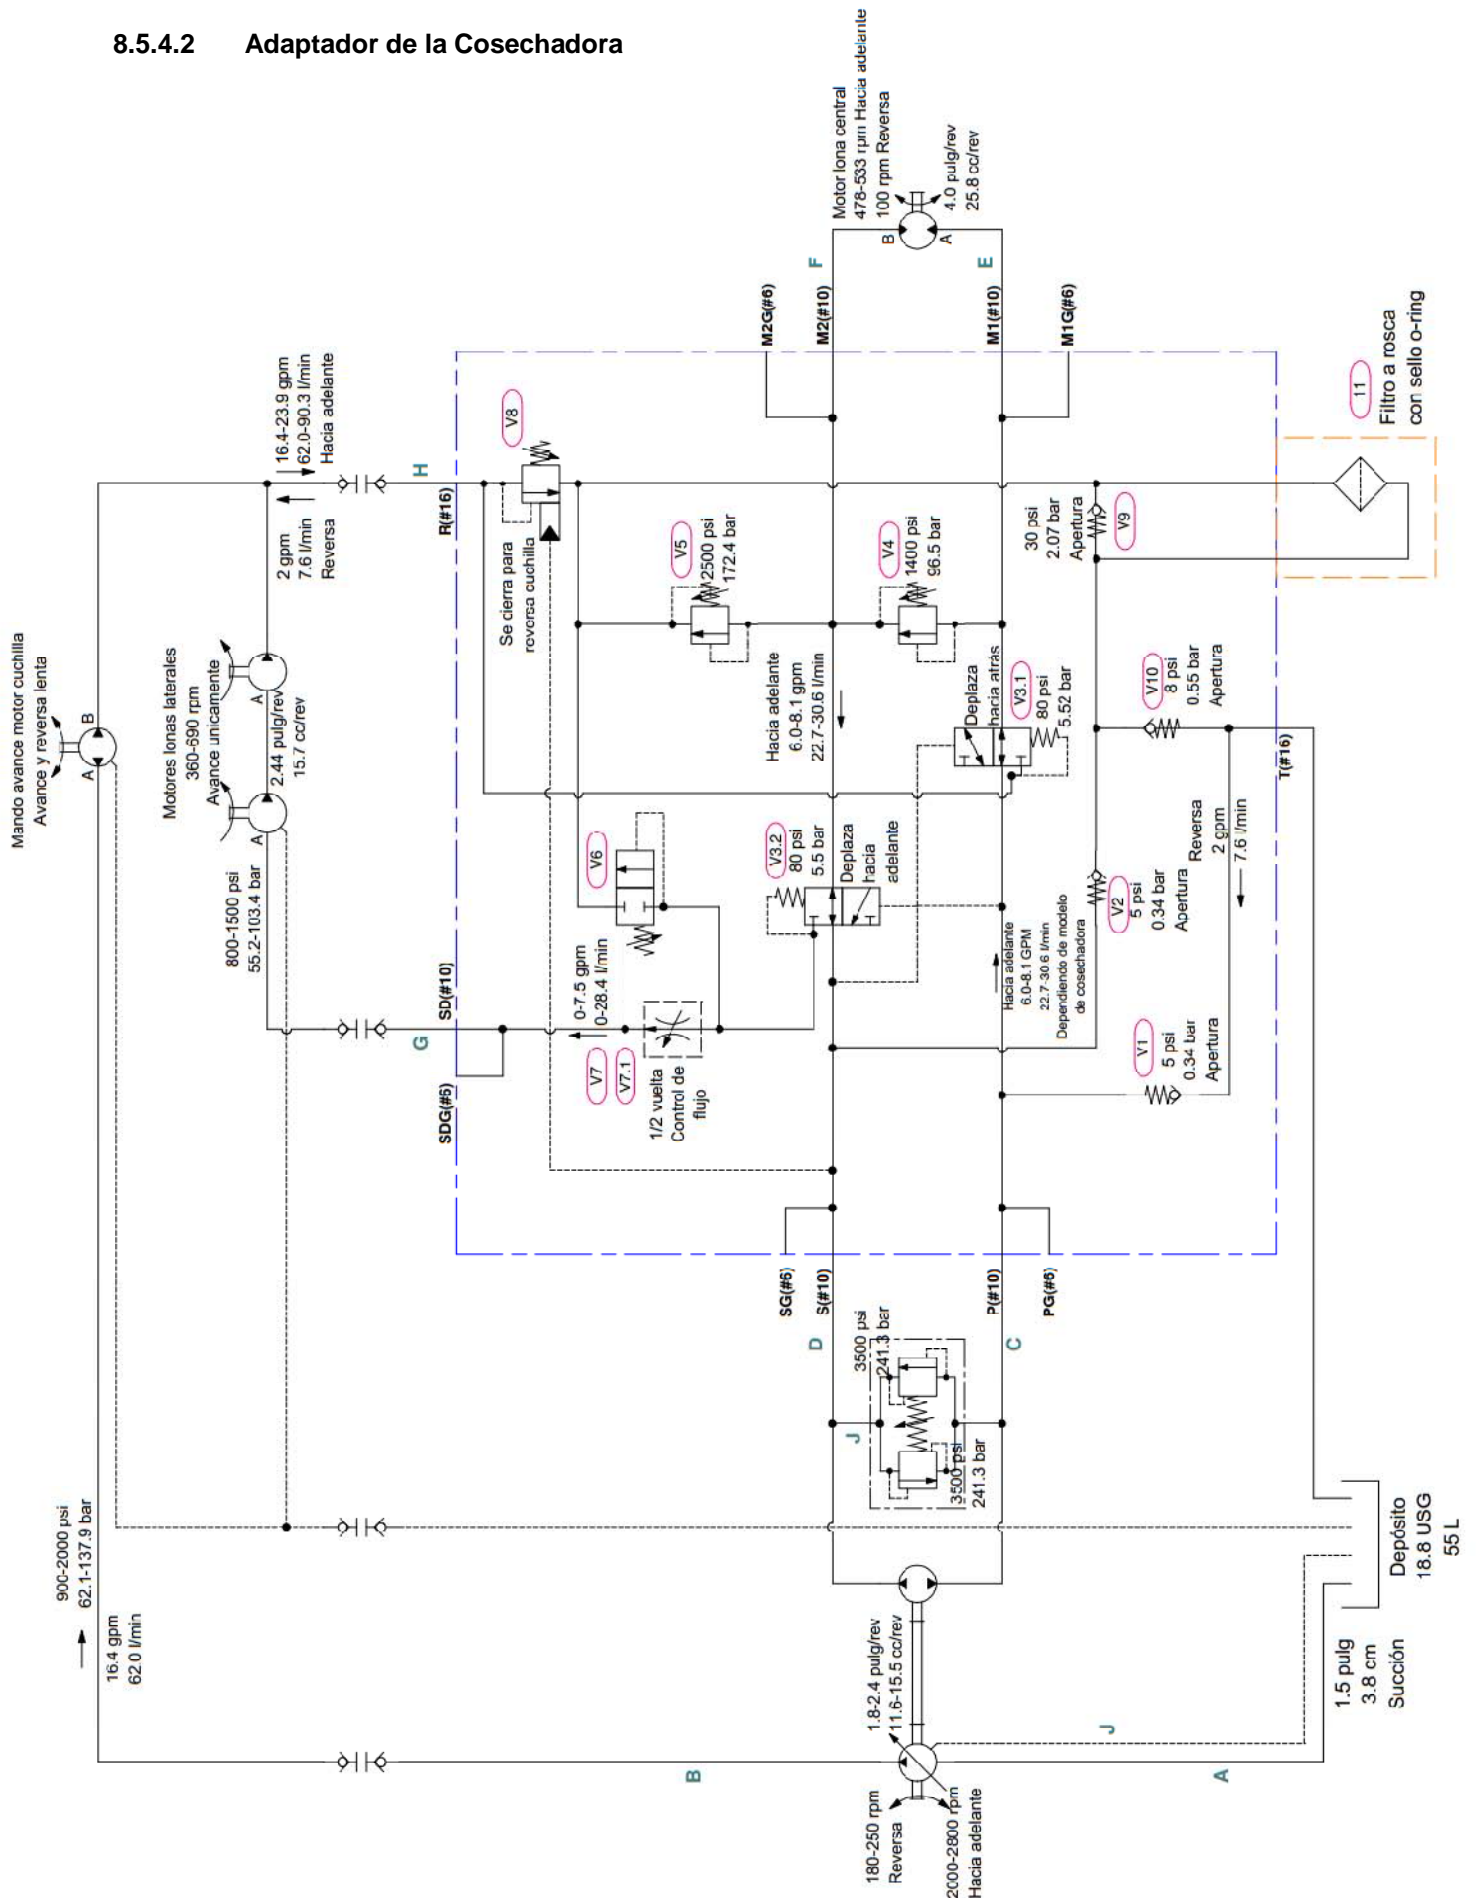 8.5.4.2 Adaptador de la Cosechadora
Mando avance motor cuchilla
Avance y reversa lenta
A
B
Motores lonas laterales
360-690 rpm
Avance unicamente
2.44 pulg/rev
15.7 cc/rev
A
A
800-1500 psi
55.2-103.4 bar
900-2000 psi
62.1-137.9 bar
16.4 gpm
62.0 l/min
16.4-23.9 gpm
62.0-90.3 l/min
Hacia adelante
2 gpm
7.6 l/min
Reversa
H
R(#16)
G
SD(#10)
SDG(#6)
V8
Se cierra para
reversa cuchilla
V5
2500 psi
172.4 bar
V4
1400 psi
96.5 bar
V6
0-7.5 gpm
0-28.4 l/min
V7
V7.1
1/2 vuelta
Control de
flujo
V3.2
80 psi
5.5 bar
Deplaza
hacia
adelante
Hacia adelante
6.0-8.1 gpm
22.7-30.6 l/min
Deplaza
hacia atrás
V3.1
80 psi
5.52 bar
Hacia adelante
6.0-8.1 GPM
22.7-30.6 l/min
Dependiendo de modelo
de cosechadora
Motor lona central
478-533 rpm Hacia adelante
100 rpm Reversa
B
A
4.0 pulg/rev
25.8 cc/rev
F
E
M2G(#6)
M2(#10)
M1(#10)
M1G(#6)
30 psi
2.07 bar
Apertura
V9
V10
8 psi
0.55 bar
Apertura
V2
5 psi
0.34 bar
Apertura
V1
5 psi
0.34 bar
Apertura
Reversa
2 gpm
7.6 l/min
T(#16)
11
Filtro a rosca
con sello o-ring
SG(#6)
S(#10)
P(#10)
PG(#6)
D
C
J
3500 psi
241.3 bar
3500 psi
241.3 bar
1.8-2.4 pulg/rev
11.6-15.5 cc/rev
180-250 rpm
Reversa
2000-2800 rpm
Hacia adelante
B
A
J
1.5 pulg
3.8 cm
Succión
Depósito
18.8 USG
55 L